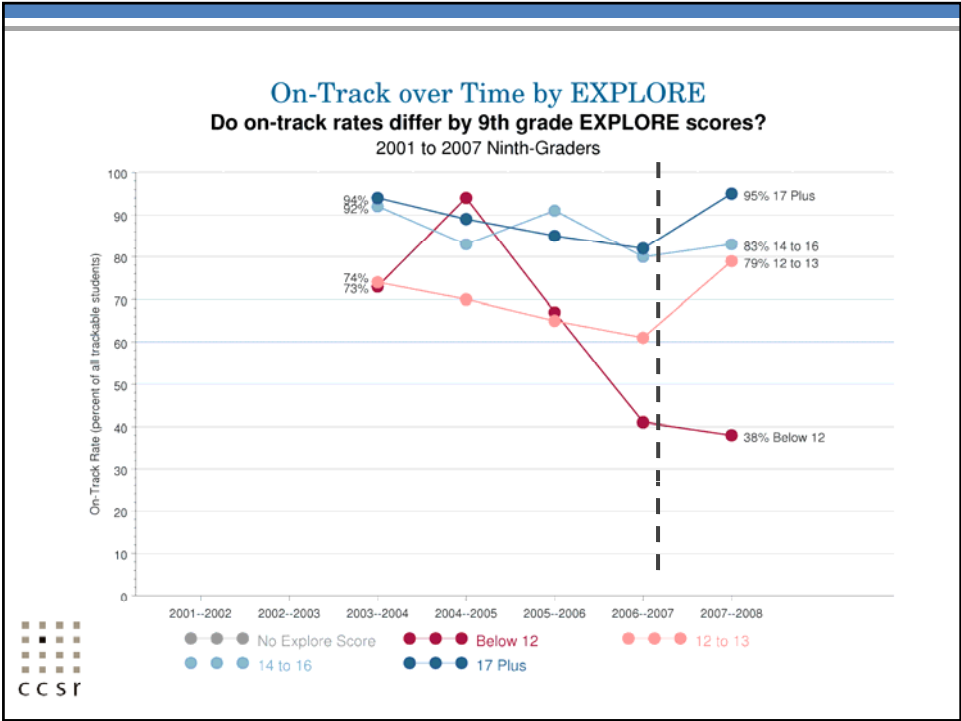 On-Track over Time by EXPLORE
Do on-track rates differ by 9th grade EXPLORE scores?
2001 to 2007 Ninth-Graders
On-Track Rate (percent of all trackable students)
100
90
80
70
60
50
40
30
20
10
0
94%
92%
74%
73%
95% 17 Plus
83% 14 to 16
79% 12 to 13
38% Below 12
2001--2002 2002--2003 2003--2004 2004--2005 2005--2006 2006--2007 2007--2008
No Explore Score Below 12 12 to 13
14 to 16 17 Plus
ccsr